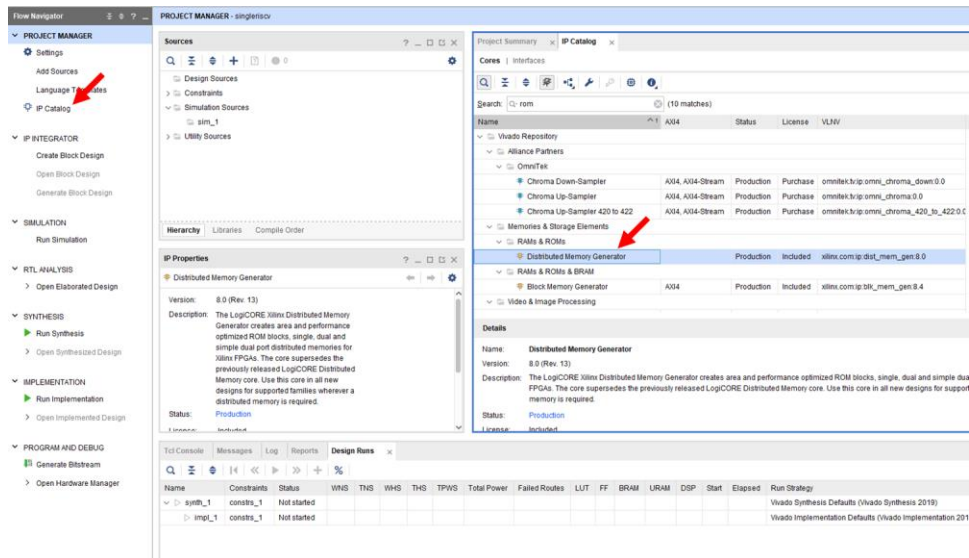 Flow Navigator
PROJECT MANAGER - singleriscv
PROJECT MANAGER
Settings
Add Sources
Language
IP Catalog
IP INTEGRATOR
Create Block Design
Open Block Design
Generate Block Design
SIMULATION
Run Simulation
RTL ANALYSIS
Open Elaborated Design
SYNTHESIS
Run Synthesis
Open Synthesized Design
IMPLEMENTATION
Run Implementation
Open Implemented Design
PROGRAM AND DEBUG
Generate Bitstream
Open Hardware Manager
Sources
0
Design Sources
Constraints
Simulation Sources
sim_1
Utility Sources
Hierarchy Libraries Compile Order
IP Properties
Distributed Memory Generator
Version: 8.0 (Rev. 13)
Description: The LogiCORE Xilinx Distributed Memory
Generator creates area and performance
optimized ROM blocks, single, dual and
simple dual port distributed memories for
Xilinx FPGAs. The core supersedes the
previously released LogiCORE Distributed
Memory core. Use this core in all new
designs for supported families wherever a
distributed memory is required.
Status: Production
License: Included
Project Summary IP Catalog
Cores | Interfaces
Search: rom (10 matches)
Name AXI4 Status License VLNV
Vivado Repository
Alliance Partners
OmniTek
Chroma Down-Sampler AXI4, AXI4-Stream Production Purchase omnitek.tv:ip:omni_chroma_down:0.0
Chroma Up-Sampler AXI4, AXI4-Stream Production Purchase omnitek.tv:ip:omni_chroma:0.0
Chroma Up-Sampler 420 to 422 AXI4, AXI4-Stream Production Purchase omnitek.tv:ip:omni_chroma_420_to_422:0.0
Memories & Storage Elements
RAMs & ROMs
Distributed Memory Generator Production Included xilinx.com:ip:dist_mem_gen:8.0
RAMs & ROMs & BRAM
Block Memory Generator AXI4 Production Included xilinx.com:ip:blk_mem_gen:8.4
Video & Image Processing
Details
Name: Distributed Memory Generator
Version: 8.0 (Rev. 13)
Description: The LogiCORE Xilinx Distributed Memory Generator creates area and performance optimized ROM blocks, single, dual and simple dua
FPGAs. The core supersedes the previously released LogiCORE Distributed Memory core. Use this core in all new designs for support
memory is required.
Status: Production
License: Included
Tcl Console Messages Log Reports Design Runs
Name Constraints Status WNS TNS WHS THS TPWS Total Power Failed Routes LUT FF BRAM URAM DSP Start Elapsed Run Strategy
synth_1 constrs_1 Not started Vivado Synthesis Defaults (Vivado Synthesis 2019)
impl_1 constrs_1 Not started Vivado Implementation Defaults (Vivado Implementation 201